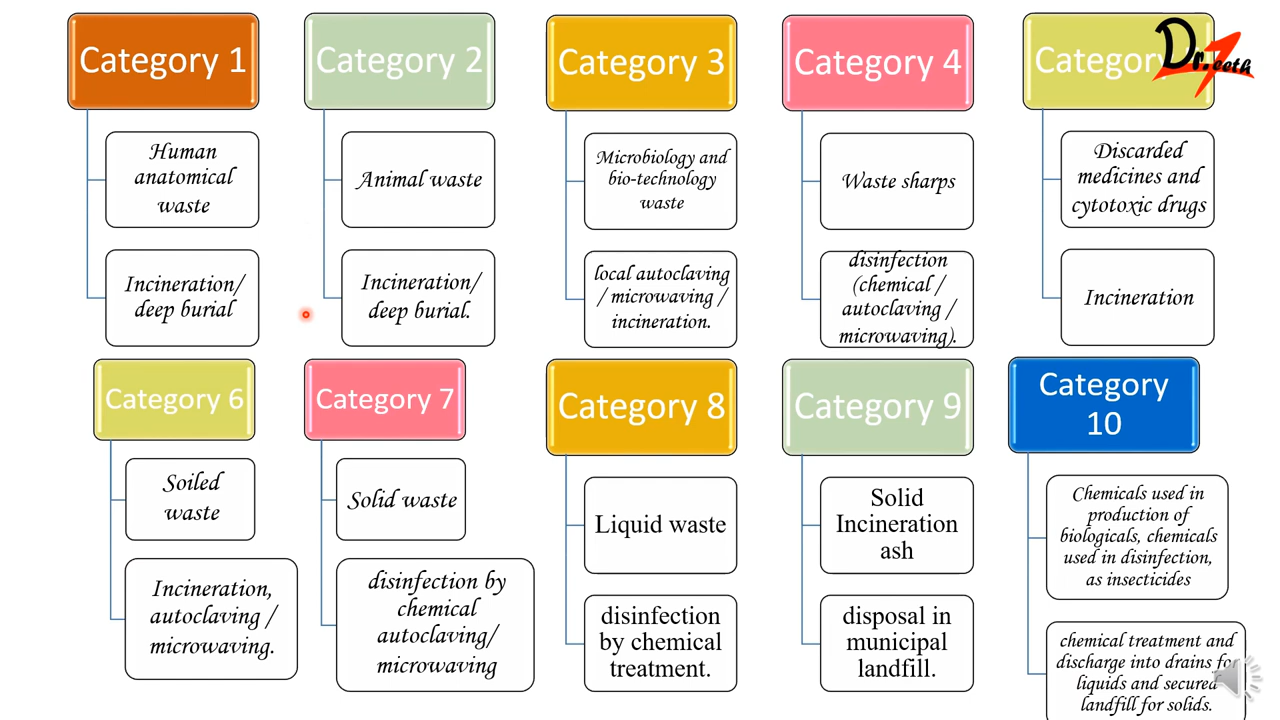 Category 1
Human
anatomical
waste
Incineration/
deep burial
Category 2
Animal waste
Incineration/
deep burial.
Category 3
Microbiology and
bio-technology
waste
local autoclaving
/ microwaving /
incineration.
Category 4
Waste sharps
disinfection
(chemical /
autoclaving /
microwaving).
Category
Discarded
medicines and
cytotoxic drugs
Incineration
Category 6
Soiled
waste
Incineration,
autoclaving /
microwaving.
Category 7
Solid waste
disinfection by
chemical
autoclaving/
microwaving
Category 8
Liquid waste
disinfection
by chemical
treatment.
Category 9
Solid
Incineration
ash
disposal in
municipal
landfill.
Category
10
Chemicals used in
production of
biologicals, chemicals
used in disinfection,
as insecticides
chemical treatment and
discharge into drains for
liquids and secured
landfill for solids.